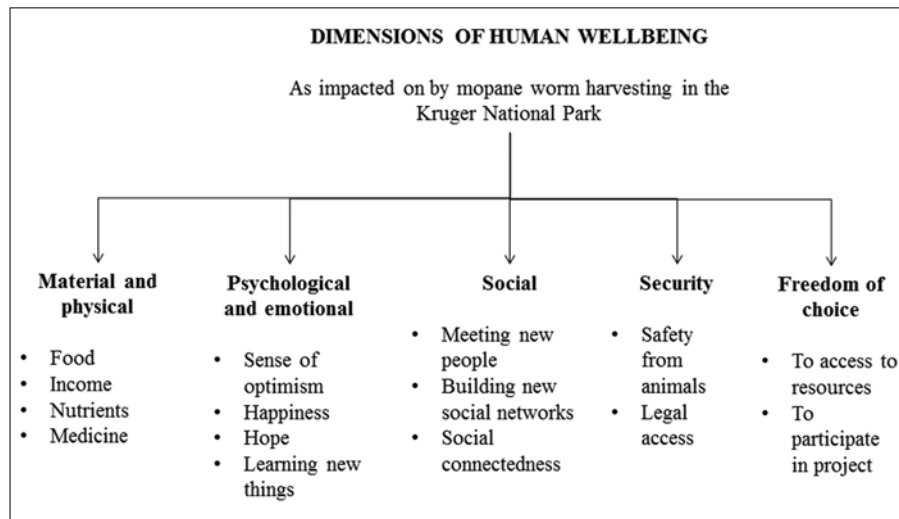 DIMENSIONS OF HUMAN WELLBEING
As impacted on by mopane worm harvesting in the
Kruger National Park
Material and
physical
• Food
• Income
• Nutrients
• Medicine
Psychological
and emotional
• Sense of
optimism
• Happiness
• Hope
• Learning new
things
Social
• Meeting new
people
• Building new
social networks
• Social
connectedness
Security
• Safety
from
animals
• Legal
access
Freedom of
choice
• To access to
resources
• To
participate
in project